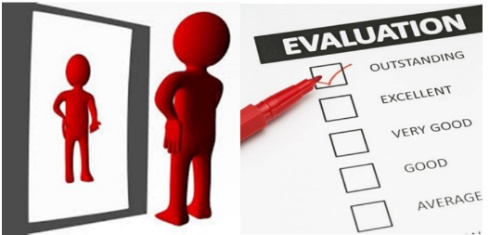 EVALUATION
OUTSTANDING
EXCELLENT
VERY GOOD
GOOD
AVERAGE